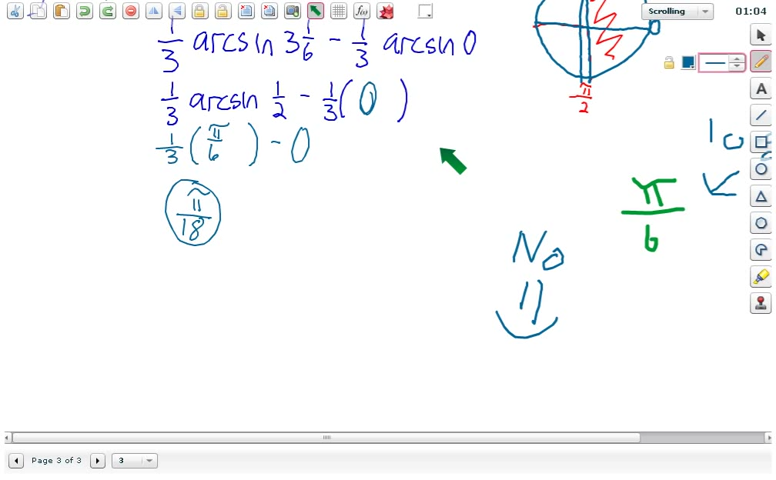 Scrolling
01:04
1/3 arcsin 3 1/6 - 1/3 arcsin 0
π/2
1/3 arcsin 1/2 - 1/3 (0)
10
1/3 (π/6) - 0
π/6
π/18
No
Page 3 of 3
3